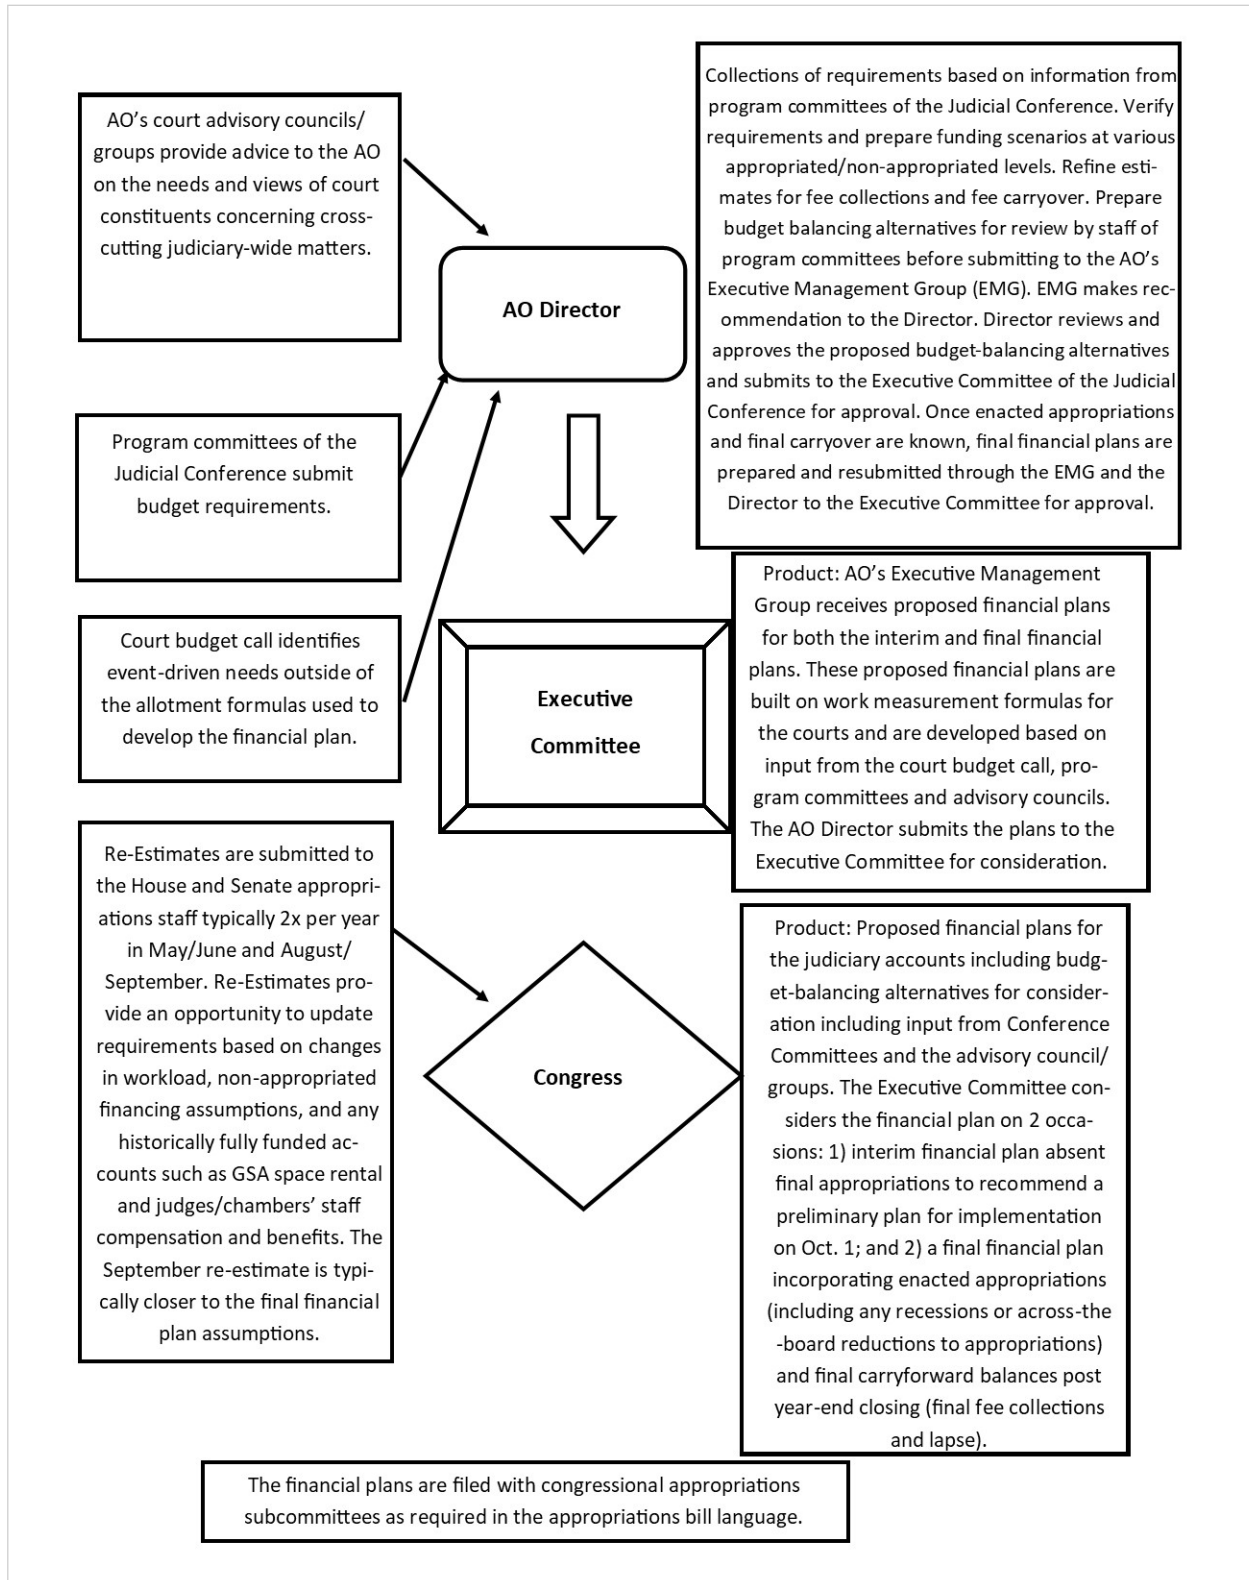 AO’s court advisory councils/
groups provide advice to the AO
on the needs and views of court
constituents concerning cross-
cutting judiciary-wide matters.
AO Director
Collections of requirements based on information from
program committees of the Judicial Conference. Verify
requirements and prepare funding scenarios at various
appropriated/non-appropriated levels. Refine esti-
mates for fee collections and fee carryover. Prepare
budget balancing alternatives for review by staff of
program committees before submitting to the AO’s
Executive Management Group (EMG). EMG makes rec-
ommendation to the Director. Director reviews and
approves the proposed budget-balancing alternatives
and submits to the Executive Committee of the Judicial
Conference for approval. Once enacted appropriations
and final carryover are known, final financial plans are
prepared and resubmitted through the EMG and the
Director to the Executive Committee for approval.
Program committees of the
Judicial Conference submit
budget requirements.
Court budget call identifies
event-driven needs outside of
the allotment formulas used to
develop the financial plan.
Executive
Committee
Product: AO’s Executive Management
Group receives proposed financial plans
for both the interim and final financial
plans. These proposed financial plans are
built on work measurement formulas for
the courts and are developed based on
input from the court budget call, pro-
gram committees and advisory councils.
The AO Director submits the plans to the
Executive Committee for consideration.
Re-Estimates are submitted to
the House and Senate appropri-
ations staff typically 2x per year
in May/June and August/
September. Re-Estimates pro-
vide an opportunity to update
requirements based on changes
in workload, non-appropriated
financing assumptions, and any
historically fully funded ac-
counts such as GSA space rental
and judges/chambers’ staff
compensation and benefits. The
September re-estimate is typi-
cally closer to the final financial
plan assumptions.
Congress
Product: Proposed financial plans for
the judiciary accounts including budg-
et-balancing alternatives for consider-
ation including input from Conference
Committees and the advisory council/
groups. The Executive Committee con-
siders the financial plan on 2 occa-
sions: 1) interim financial plan absent
final appropriations to recommend a
preliminary plan for implementation
on Oct. 1; and 2) a final financial plan
incorporating enacted appropriations
(including any recessions or across-the
-board reductions to appropriations)
and final carryforward balances post
year-end closing (final fee collections
and lapse).
The financial plans are filed with congressional appropriations
subcommittees as required in the appropriations bill language.